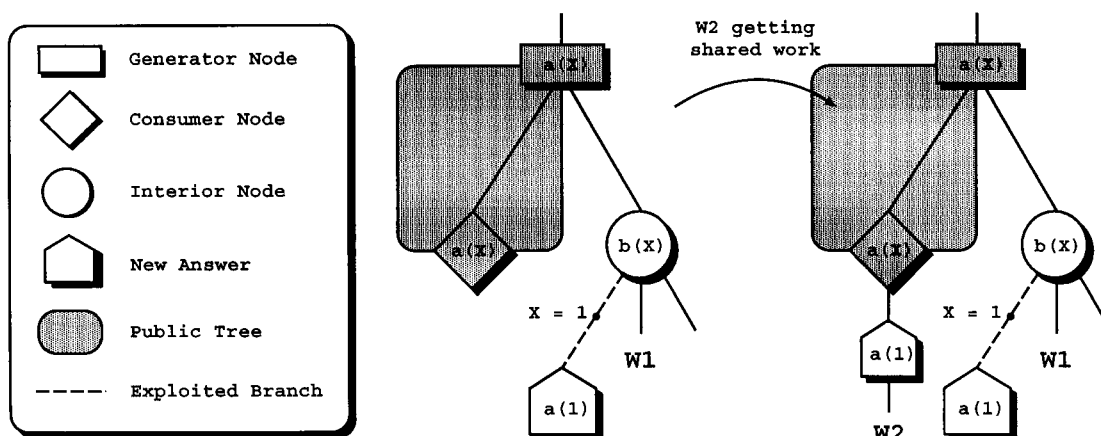 Generator Node
Consumer Node
Interior Node
New Answer
Public Tree
Exploited Branch
a(X)
a(X)
b(X)
X = 1
W1
a(1)
W2 getting
shared work
a(X)
a(X)
b(X)
X = 1
a(1)
W1
W2
a(1)